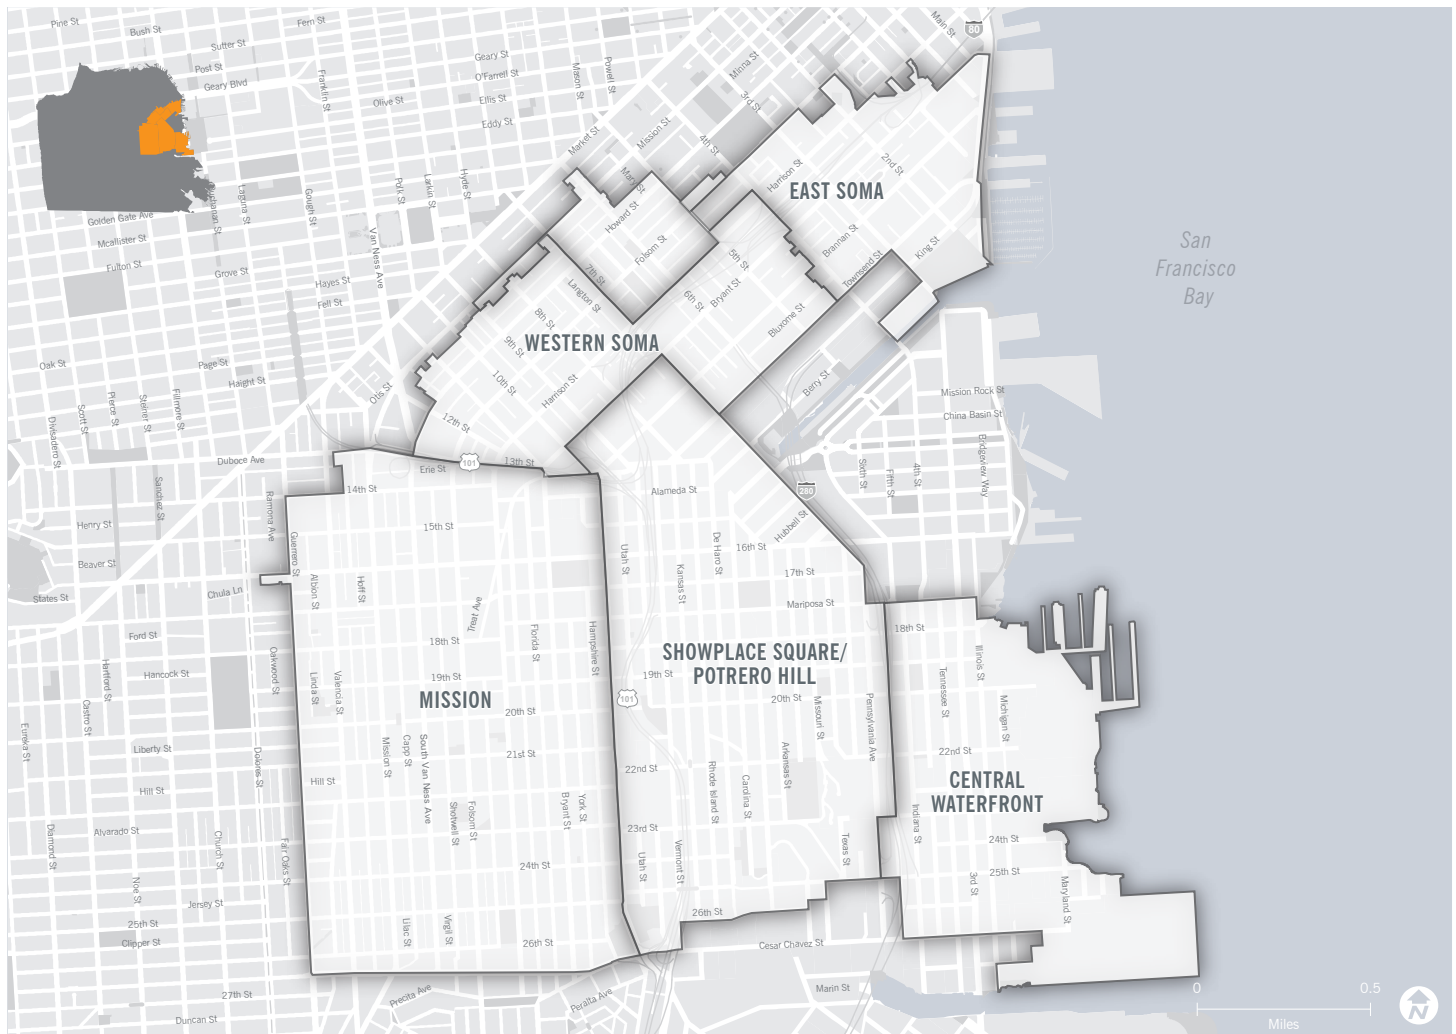 Pine St
Bush St
Fern St
Sutter St
Post St
Geary Blvd
Franklin St
Geary St
O'Farrell St
Ellis St
Eddy St
Olive St
Mason St
Powell St
Main St
80
Minna St
3rd St
Mission St
4th St
Market St
2nd St
Harrison St
EAST SOMA
Mary St
Howard St
Folsom St
Polk St
Larkin St
Hyde St
Laguna St
Gough St
Golden Gate Ave
Mcallister St
Fulton St
Grove St
Hayes St
Fell St
Van Ness Ave
Brannan St
King St
Townsend St
5th St
Bryant St
6th St
7th St
Langton St
8th St
9th St
10th St
Bluxome St
WESTERN SOMA
San
Francisco
Bay
Harrison St
12th St
Otis St
Berry St
Oak St
Page St
Haight St
Divisadero St
Scott St
Pierce St
Steiner St
Fillmore St
Mission Rock St
China Basin St
Bridgeview Way
Sixth St
Fifth St
4th St
Duboce Ave
Erie St
101
13th St
280
14th St
Alameda St
Sanchez St
Ramona Ave
Guerrero St
Henry St
15th St
Hubbell St
16th St
De Haro St
Utah St
Kansas St
17th St
Beaver St
States St
Chula Ln
Albion St
Hoff St
Treat Ave
Mariposa St
Ford St
18th St
Florida St
Hampshire St
18th St
Illinois St
SHOWPLACE SQUARE/
POTRERO HILL
Hartford St
Hancock St
Oakwood St
Linda St
Valencia St
19th St
19th St
MISSION
101
20th St
20th St
Missouri St
Pennsylvania Ave
Tennessee St
Michigan St
Castro St
Eureka St
Liberty St
Dolores St
Mission St
Capp St
South Van Ness Ave
21st St
22nd St
Arkansas St
22nd St
Hill St
Hill St
Shotwell St
Folsom St
Bryant St
York St
Rhode Island St
Carolina St
CENTRAL
WATERFRONT
Indiana St
Diamond St
Alvarado St
Church St
Fair Oaks St
23rd St
Utah St
Vermont St
Texas St
24th St
24th St
25th St
3rd St
Maryland St
Noe St
Jersey St
25th St
Clipper St
Lilac St
Virgil St
26th St
26th St
Cesar Chavez St
27th St
Precita Ave
Peralta Ave
Marin St
Duncan St
0
0.5
Miles
N